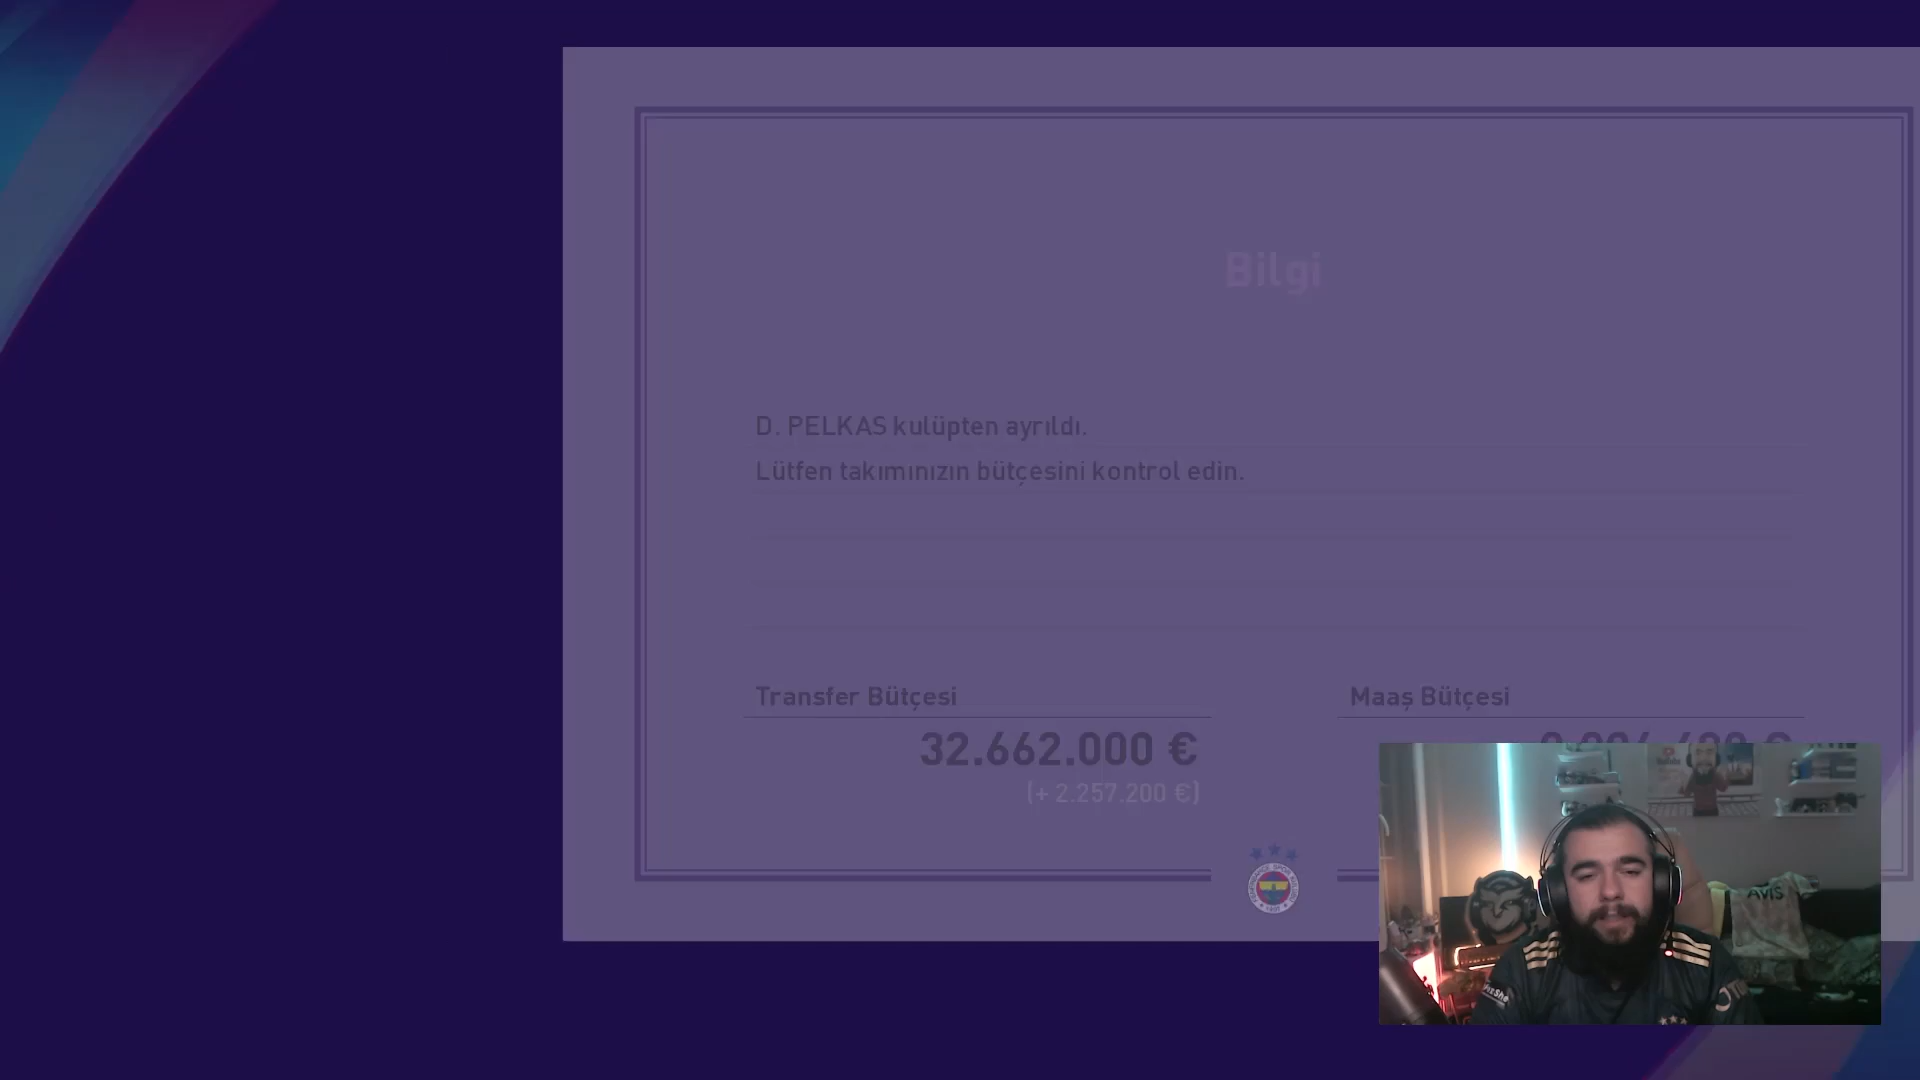 Bilgi
D. PELKAS kulüpten ayrıldı.
Lütfen takımınızın bütçesini kontrol edin.
Transfer Bütçesi
Maaş Bütçesi
32.662.000 €
(+ 2.257.200 €)
AVIS